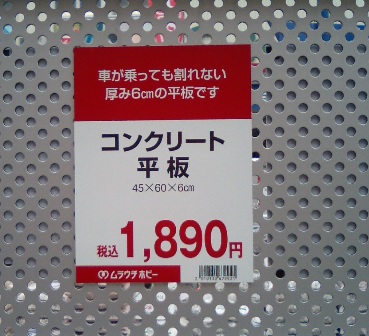 車が乗っても割れない
厚み6cmの平板です
コンクリート
平板
45×60×6cm
税込1,890円
ムラウチホビー